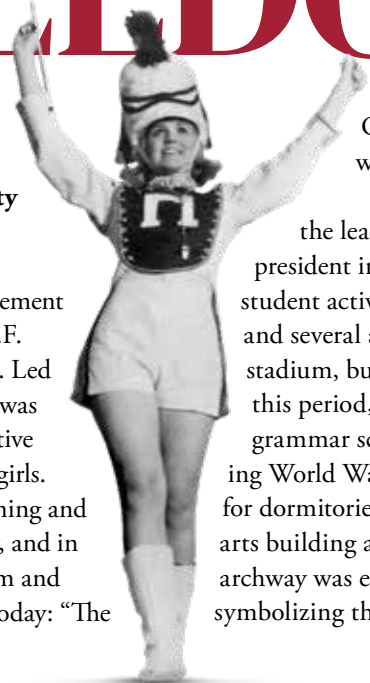 ty
ement
.F.
. Led
was
tive
girls.
ning and
, and in
m and
oday: “The
w
the lea
president in
student activ
and several a
stadium, bu
this period,
grammar sc
ing World Wa
for dormitorie
arts building a
archway was e
symbolizing th